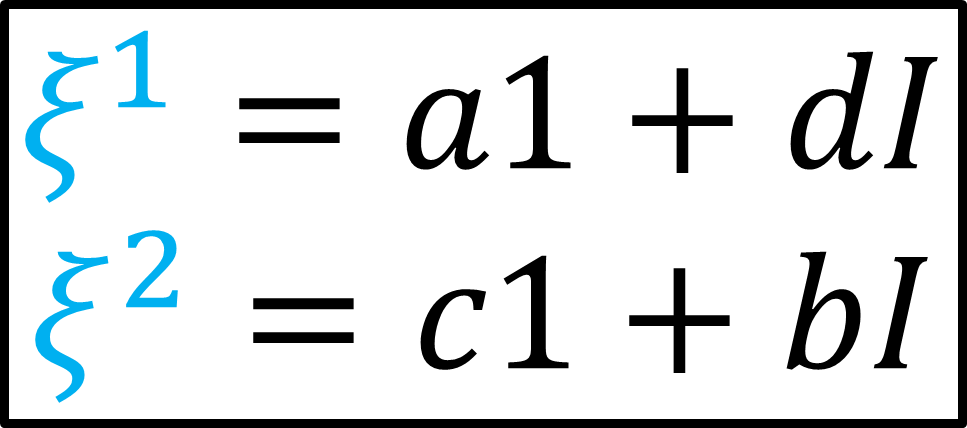 ξ¹ = a1 + dI
ξ² = c1 + bI